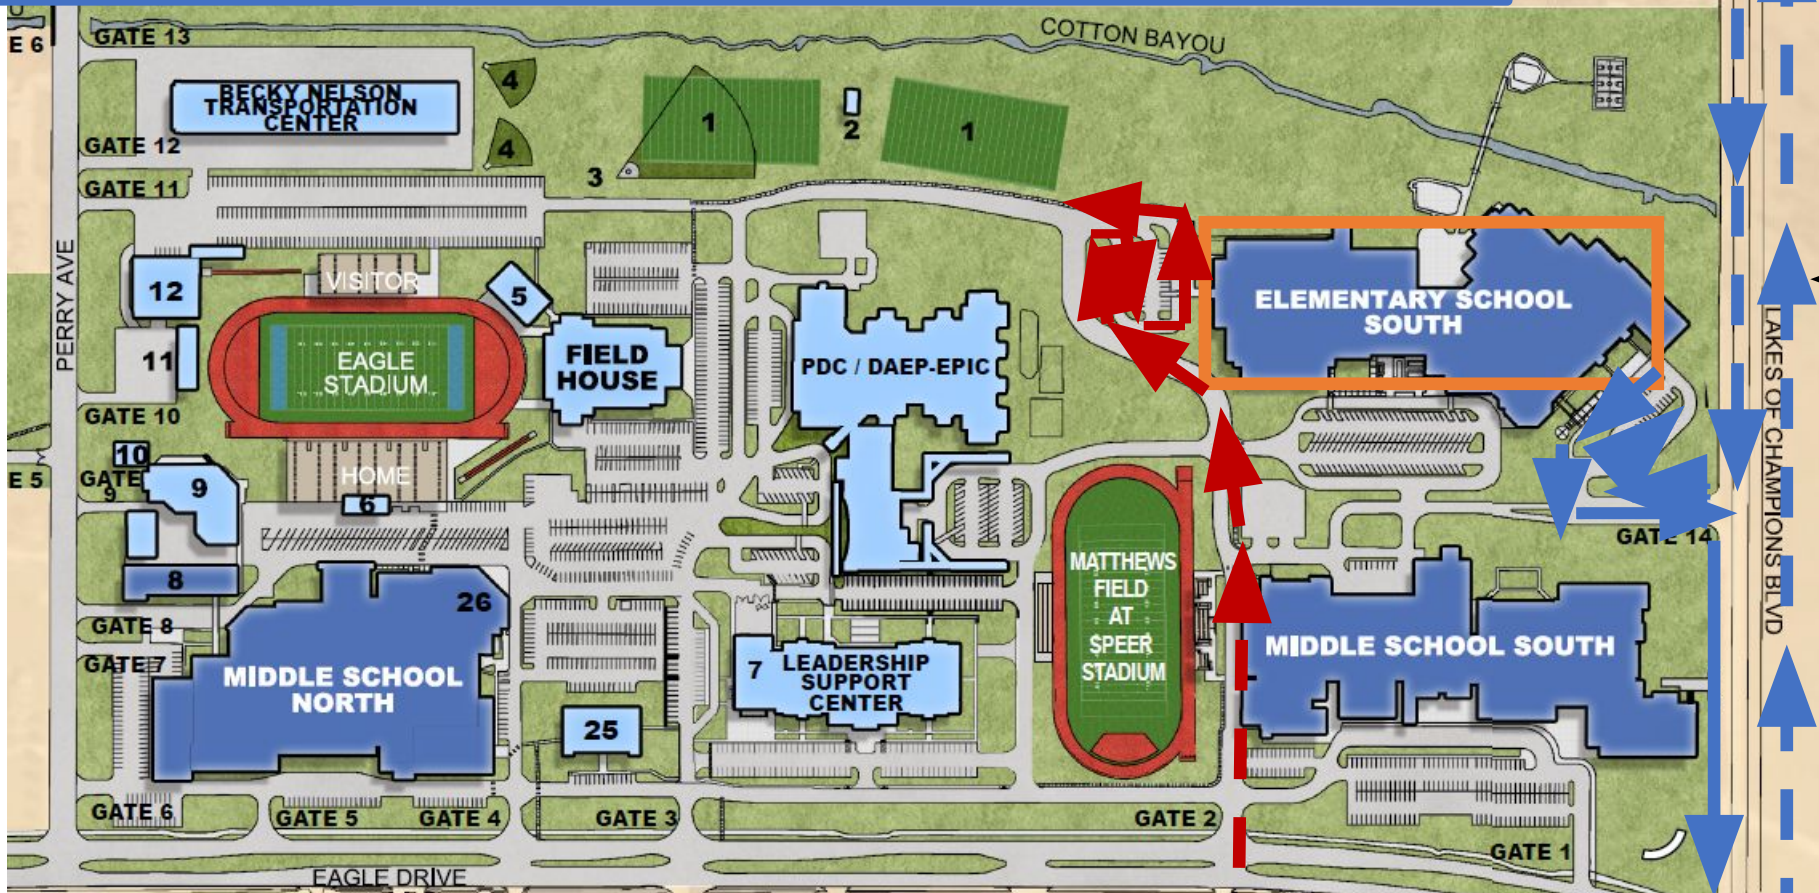 U
E 6
GATE 13
COTTON BAYOU
BECKY NELSON
TRANSPORTATION
CENTER
4
1
2
1
GATE 12
4
3
GATE 11
PERRY AVE
12
VISITOR
5
ELEMENTARY SCHOOL
SOUTH
LAKES OF CHAMPIONS BLVD
11
EAGLE
STADIUM
FIELD
HOUSE
PDC / DAEP-EPIC
GATE 10
10
E 5
GATE
9
9
HOME
6
GATE 14
8
26
MATTHEWS
FIELD
AT
SPEER
STADIUM
GATE 8
GATE 7
MIDDLE SCHOOL
NORTH
7
LEADERSHIP
SUPPORT
CENTER
MIDDLE SCHOOL SOUTH
25
GATE 6
GATE 5
GATE 4
GATE 3
GATE 2
GATE 1
EAGLE DRIVE